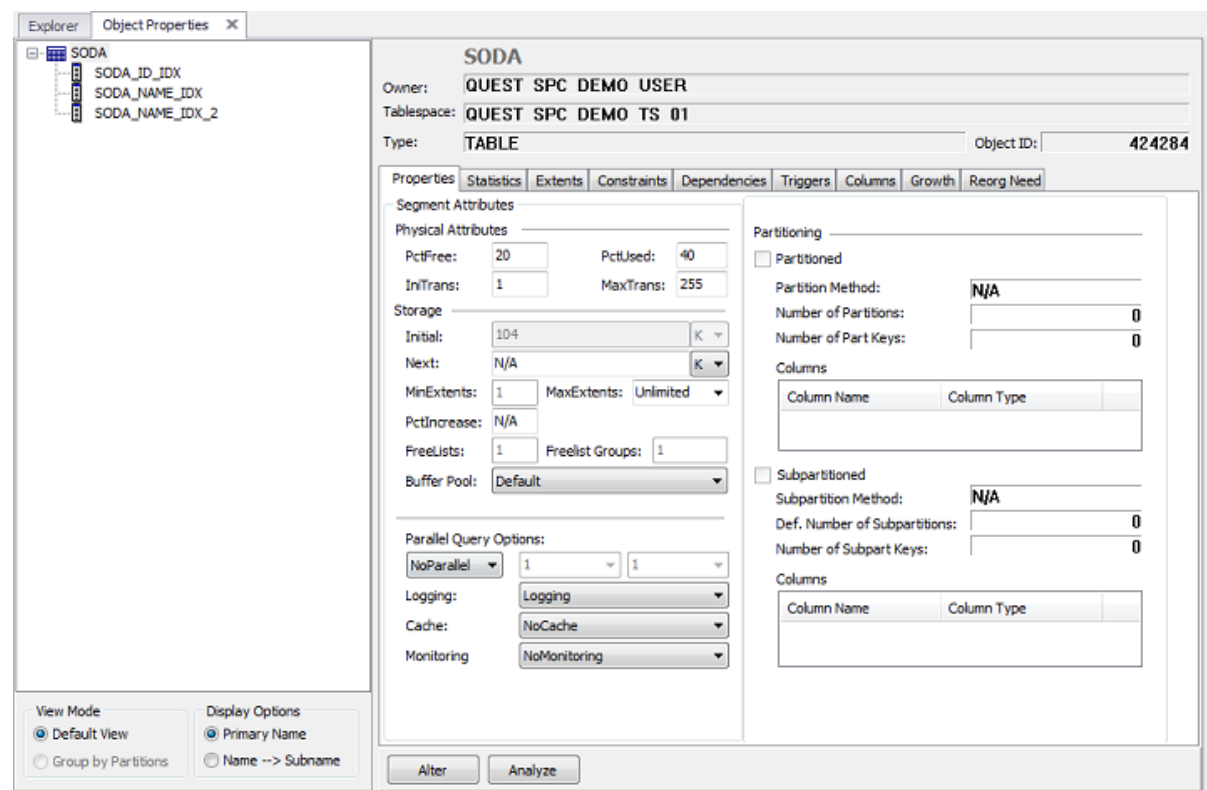 Explorer Object Properties X
SODA
SODA_ID_IDX
SODA_NAME_IDX
SODA_NAME_IDX_2
View Mode
Default View
Group by Partitions
Display Options
Primary Name
Name --> Subname
SODA
Owner: QUEST SPC DEMO USER
Tablespace: QUEST SPC DEMO TS 01
Type: TABLE Object ID: 424284
Properties Statistics Extents Constraints Dependencies Triggers Columns Growth Reorg Need
Segment Attributes
Physical Attributes
PctFree: 20 PctUsed: 40
IniTrans: 1 MaxTrans: 255
Storage
Initial: 104 K
Next: N/A K
MinExtents: 1 MaxExtents: Unlimited
PctIncrease: N/A
FreeLists: 1 Freelist Groups: 1
Buffer Pool: Default
Parallel Query Options:
NoParallel 1 1
Logging: Logging
Cache: NoCache
Monitoring NoMonitoring
Partitioning
Partitioned
Partition Method: N/A
Number of Partitions: 0
Number of Part Keys: 0
Columns
Column Name Column Type
Subpartitioned
Subpartition Method: N/A
Def. Number of Subpartitions: 0
Number of Subpart Keys: 0
Columns
Column Name Column Type
Alter Analyze